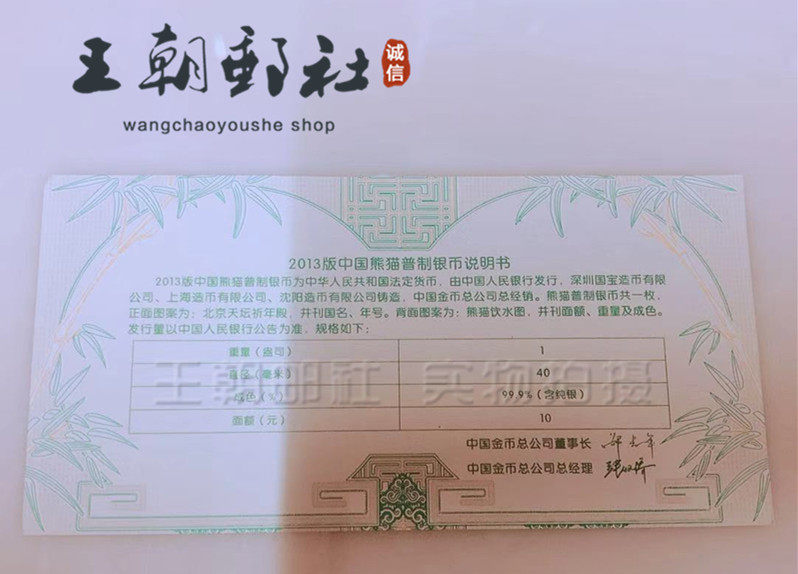 王朝郵社
诚信
wangchaoyoushe shop
2013版中国熊猫普制银币说明书
2013版中国熊猫普制银币为中华人民共和国法定货币，由中国人民银行发行，深圳国宝造币有限
公司、上海造币有限公司、沈阳造币有限公司铸造，中国金币总公司总经销。熊猫普制银币共一枚，
正面图案为：北京天坛祈年殿，并刊国名、年号。背面图案为：熊猫饮水图，并刊面额、重量及成色。
发行量以中国人民银行公告为准，规格如下：
重量（盎司） 1
直径（毫米） 40
成色（%） 99.9%（含纯银）
面额（元） 10
王朝邮社 实物拍摄
中国金币总公司董事长
中国金币总公司总经理